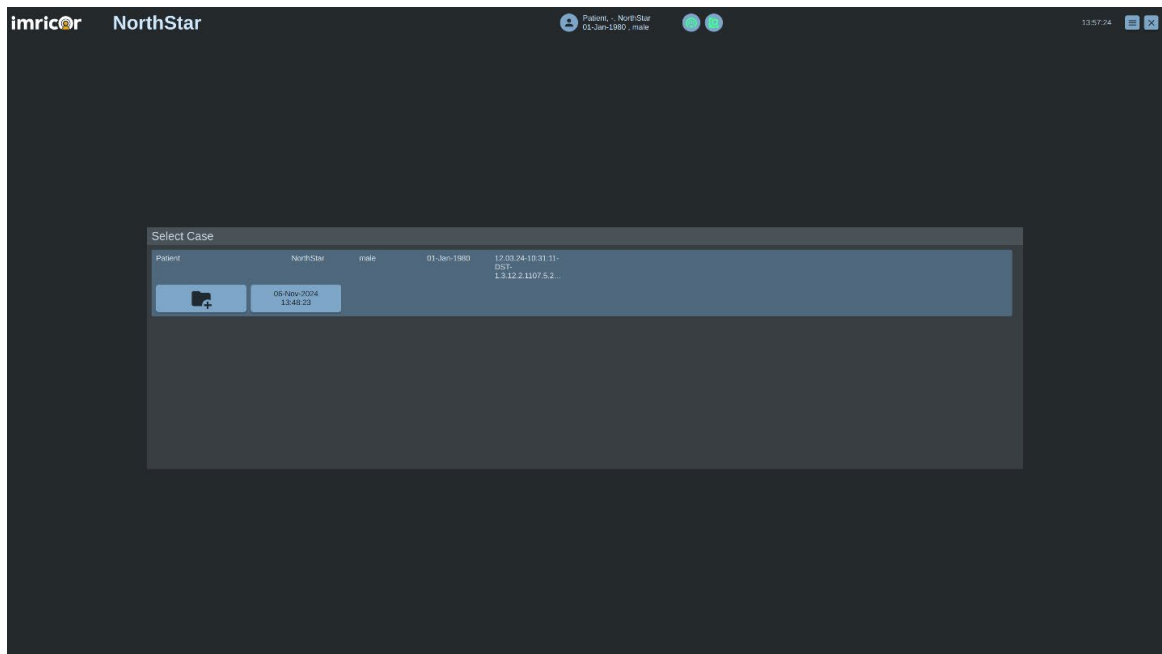 imricor NorthStar
Patient, -, NorthStar
01-Jan-1980 , male
13:57:24
Select Case
Patient NorthStar male 01-Jan-1980 12.03.24-10:31:11-
DST-
1.3.12.2.1107.5.2...
06-Nov-2024
13:48:23